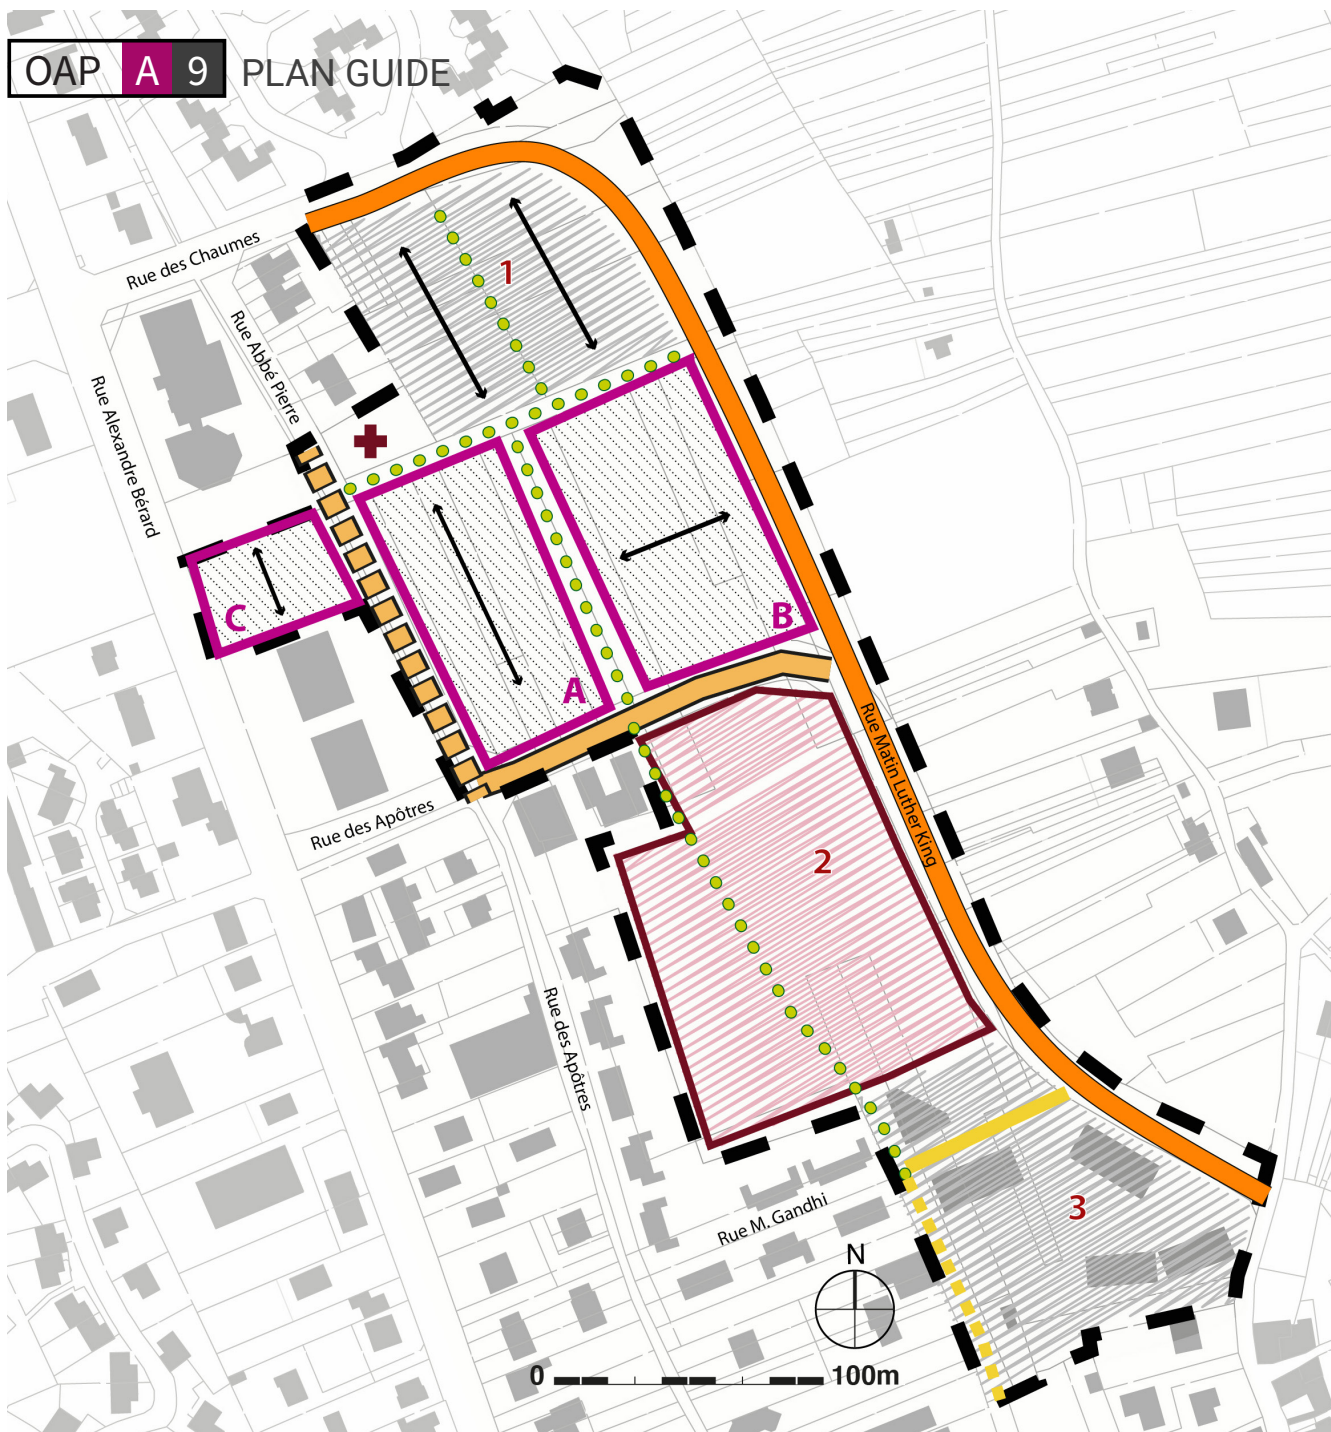 OAP A 9 PLAN GUIDE
Rue des Chaumes
1
Rue Abbé Pierre
Rue Alexandre Bérard
C
B
A
Rue Matin Luther King
Rue des Apôtres
2
Rue des Apôtres
Rue M. Gandhi
3
N
0 100m